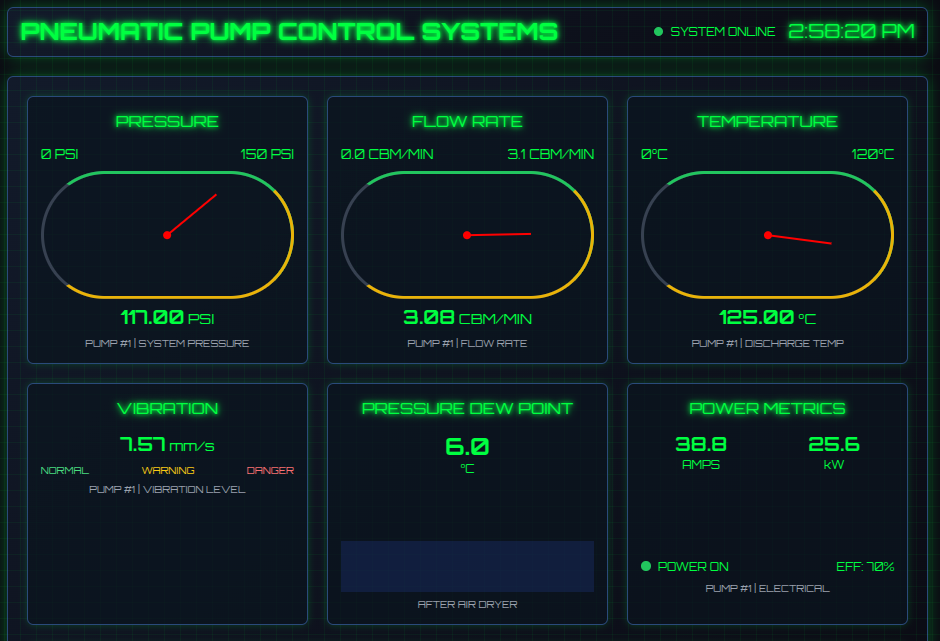 PNEUMATIC PUMP CONTROL SYSTEMS
SYSTEM ONLINE
2:58:20 PM
PRESSURE
0 PSI
150 PSI
117.00 PSI
PUMP #1 | SYSTEM PRESSURE
FLOW RATE
0.0 CBM/MIN
3.1 CBM/MIN
3.08 CBM/MIN
PUMP #1 | FLOW RATE
TEMPERATURE
0°C
120°C
125.00 °C
PUMP #1 | DISCHARGE TEMP
VIBRATION
7.57 mm/s
NORMAL
WARNING
DANGER
PUMP #1 | VIBRATION LEVEL
PRESSURE DEW POINT
6.0
°C
AFTER AIR DRYER
POWER METRICS
38.8
AMPS
25.6
kW
POWER ON
EFF: 70%
PUMP #1 | ELECTRICAL